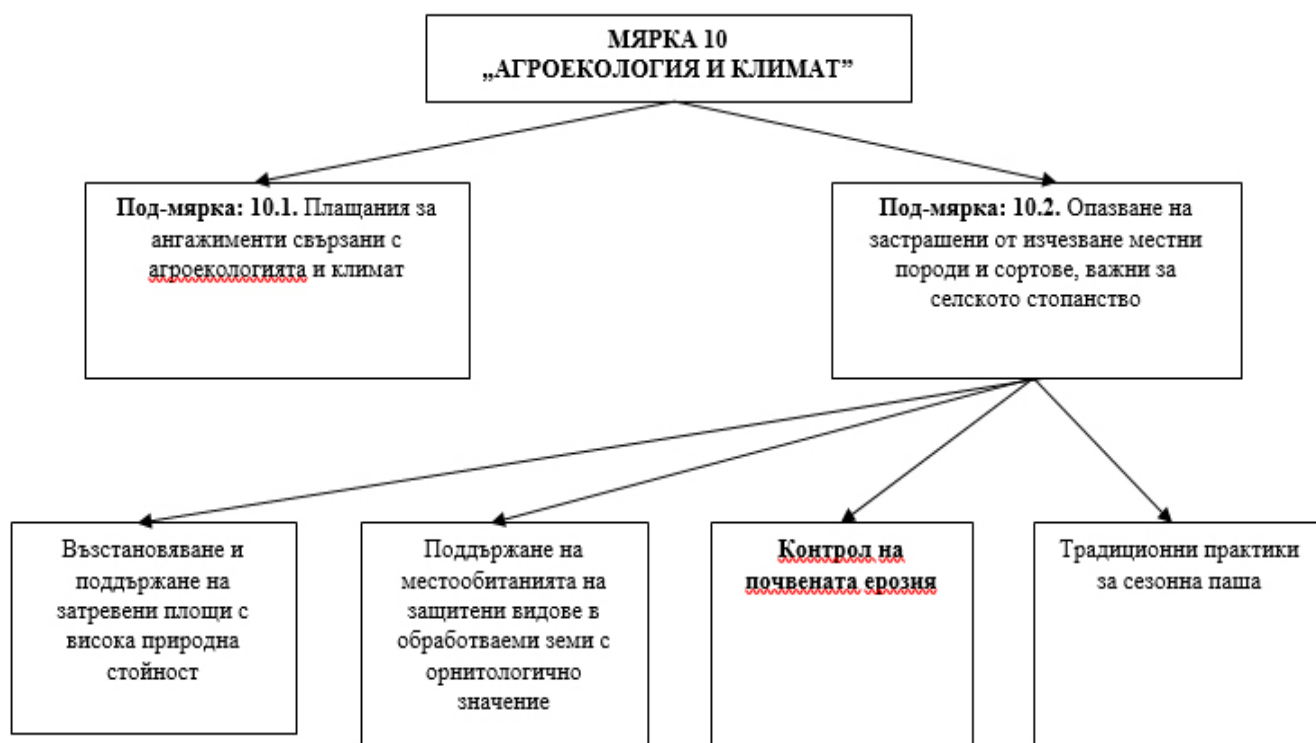 МЯРКА 10
„АГРОЕКОЛОГИЯ И КЛИМАТ”
Под-мярка: 10.1. Плащания за
ангажименти свързани с
агроекологията и климат
Под-мярка: 10.2. Опазване на
застрашени от изчезване местни
породи и сортове, важни за
селското стопанство
Възстановяване и
поддържане на
затревени площи с
висока природна
стойност
Поддържане на
местообитанията на
защитени видове в
обработваеми земи с
орнитологично
значение
Контрол на
почвената ерозия
Традиционни практики
за сезонна паша